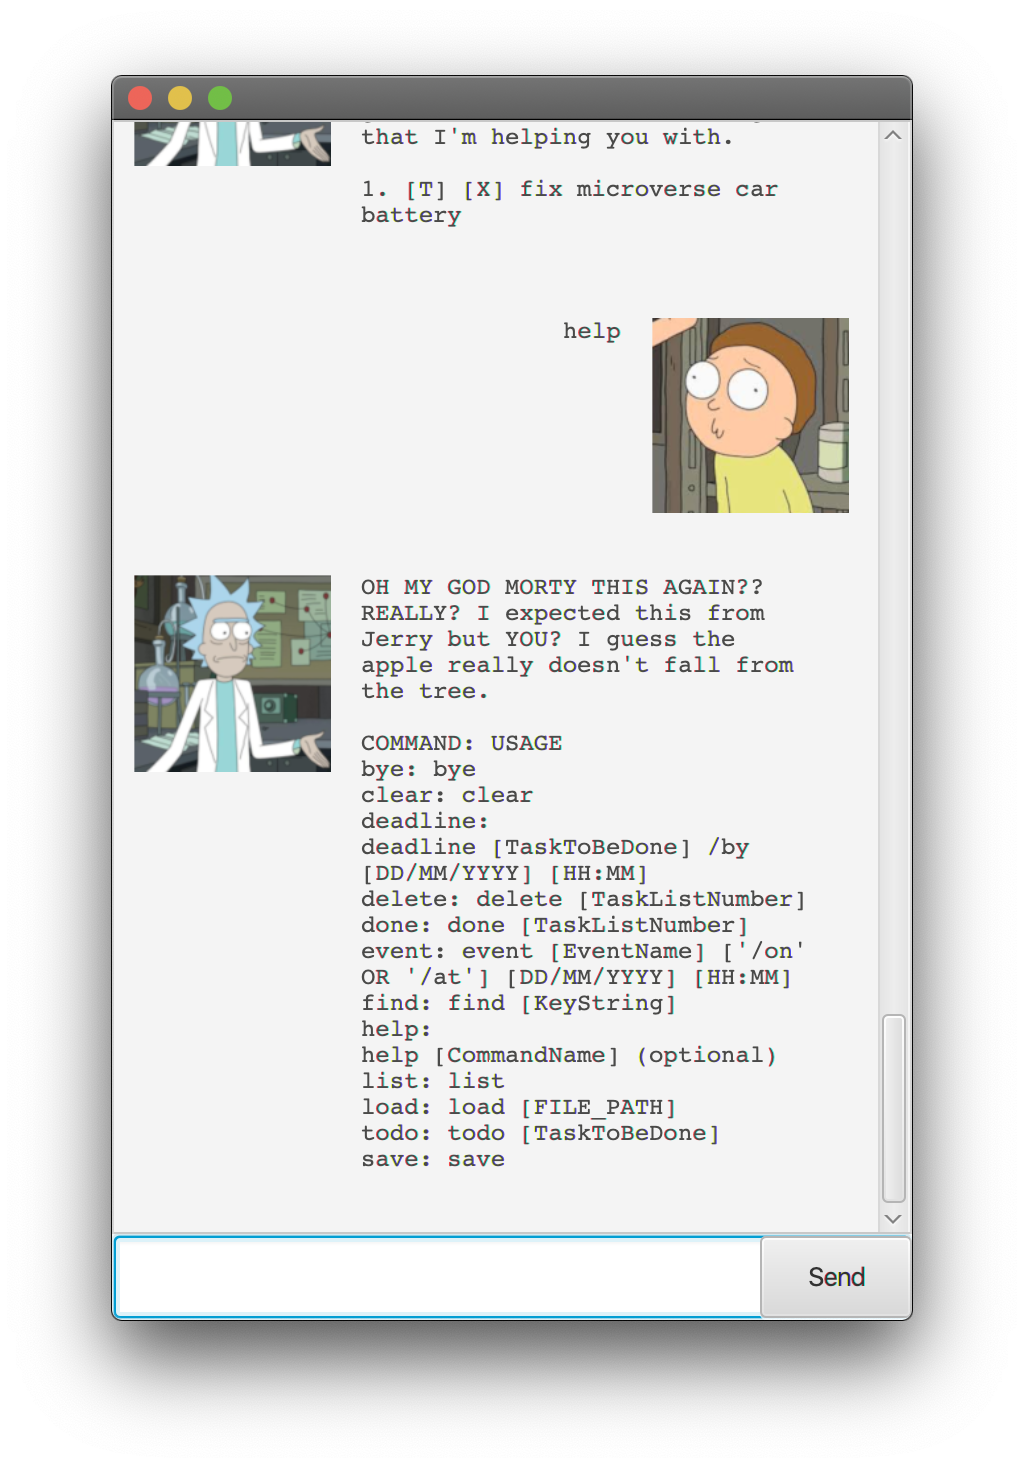 that I'm helping you with.
1. [T] [X] fix microverse car
battery
help
OH MY GOD MORTY THIS AGAIN??
REALLY? I expected this from
Jerry but YOU? I guess the
apple really doesn't fall from
the tree.
COMMAND: USAGE
bye: bye
clear: clear
deadline:
deadline [TaskToBeDone] /by
[DD/MM/YYYY] [HH:MM]
delete: delete [TaskListNumber]
done: done [TaskListNumber]
event: event [EventName] ['/on'
OR '/at'] [DD/MM/YYYY] [HH:MM]
find: find [KeyString]
help:
help [CommandName] (optional)
list: list
load: load [FILE_PATH]
todo: todo [TaskToBeDone]
save: save
Send